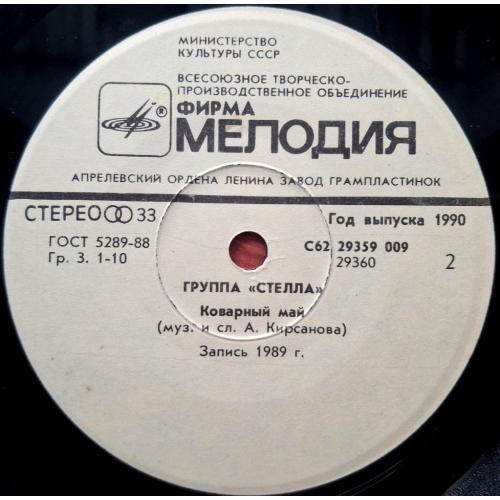 МИНИСТЕРСТВО
КУЛЬТУРЫ СССР
ВСЕСОЮЗНОЕ ТВОРЧЕСКО-
ПРОИЗВОДСТВЕННОЕ ОБЪЕДИНЕНИЕ
®
ФИРМА
МЕЛОДИЯ
АПРЕЛЕВСКИЙ ОРДЕНА ЛЕНИНА ЗАВОД ГРАМПЛАСТИНОК
СТЕРЕО 33
Год выпуска 1990
ГОСТ 5289-88
С62 29359 009
Гр. 3. 1-10
29360
2
ГРУППА «СТЕЛЛА»
Коварный май
(муз. и сл. А. Кирсанова)
Запись 1989 г.